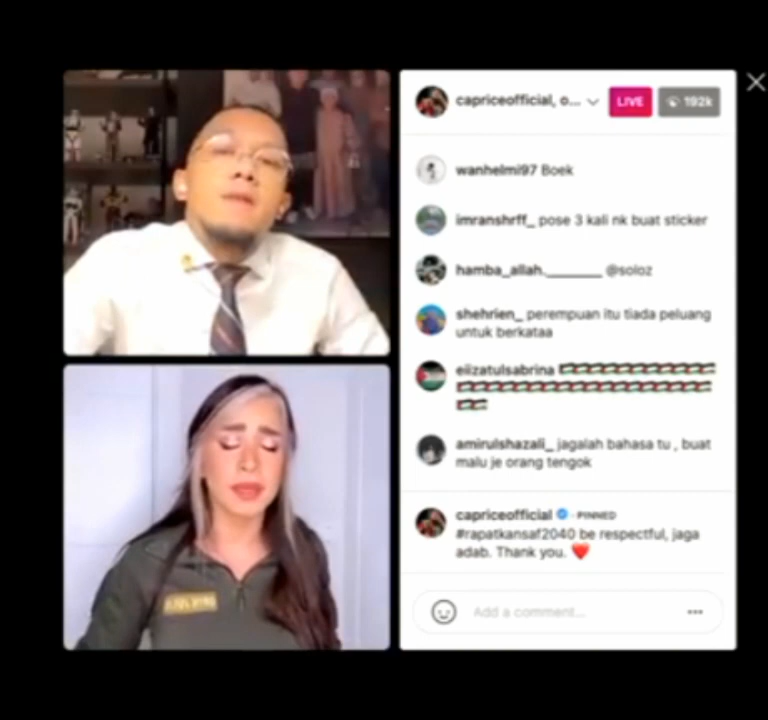 capriceofficial, o...
LIVE
192k
wanhelmi97 Boek
imranshrff_ pose 3 kali nk buat sticker
hamba_allah.________ @soloz
shehrien_ perempuan itu tiada peluang
untuk berkataa
eiizatulsabrina 
amirulshazali_ jagalah bahasa tu , buat
malu je orang tengok
capriceofficial · PINNED
#rapatkansaf2040 be respectful, jaga
adab. Thank you. ❤️
Add a comment...